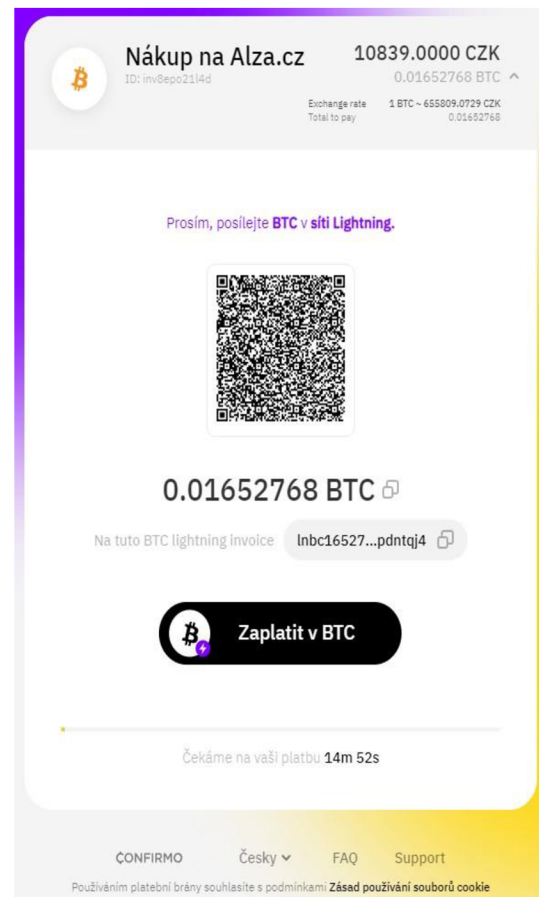 Nákup na Alza.cz 10839.0000 CZK
ID: inv8epo21l4d 0.01652768 BTC
Exchange rate 1 BTC ~ 655809.0729 CZK
Total to pay 0.01652768
Prosím, posílejte BTC v síti Lightning.
0.01652768 BTC
Na tuto BTC lightning invoice lnbc16527...pdntqj4
Zaplatit v BTC
Čekáme na vaši platbu 14m 52s
CONFIRMO Česky FAQ Support
Používáním platební brány souhlasíte s podmínkami Zásad používání souborů cookie